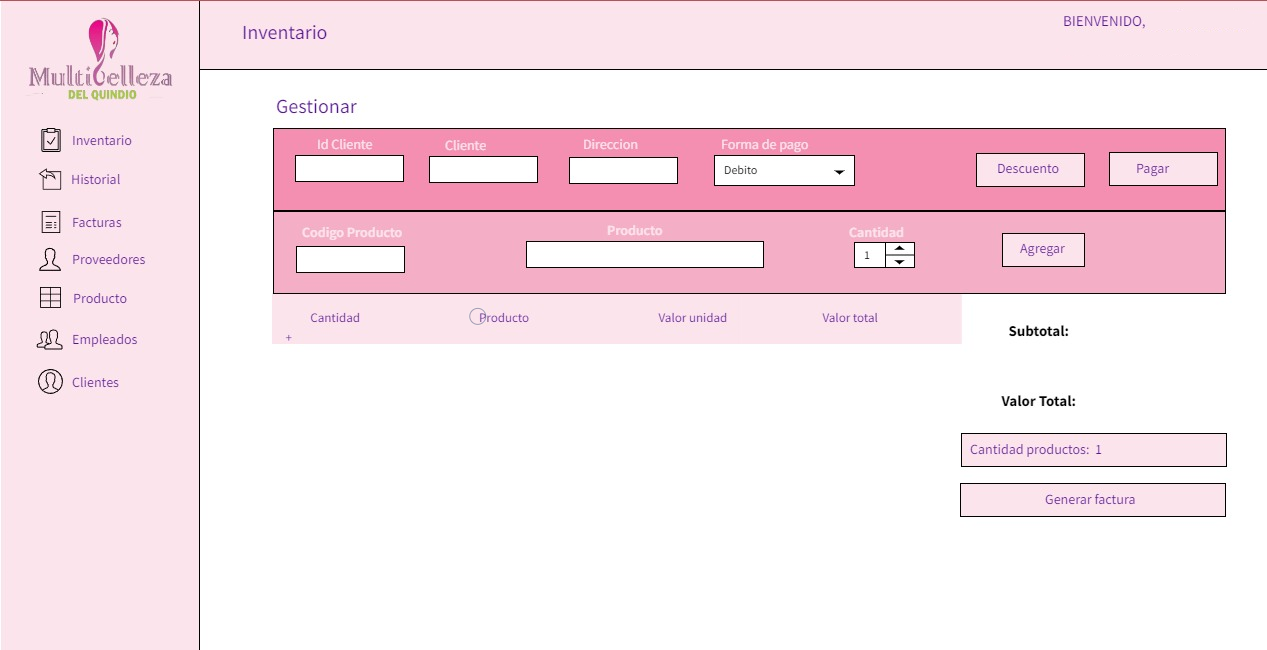 Multibelleza
DEL QUINDIO
Inventario
Historial
Facturas
Proveedores
Producto
Empleados
Clientes
Inventario
BIENVENIDO,
Gestionar
Id Cliente
Cliente
Direccion
Forma de pago
Debito
Descuento
Pagar
Codigo Producto
Producto
Cantidad
1
Agregar
Cantidad
Producto
Valor unidad
Valor total
+
Subtotal:
Valor Total:
Cantidad productos: 1
Generar factura